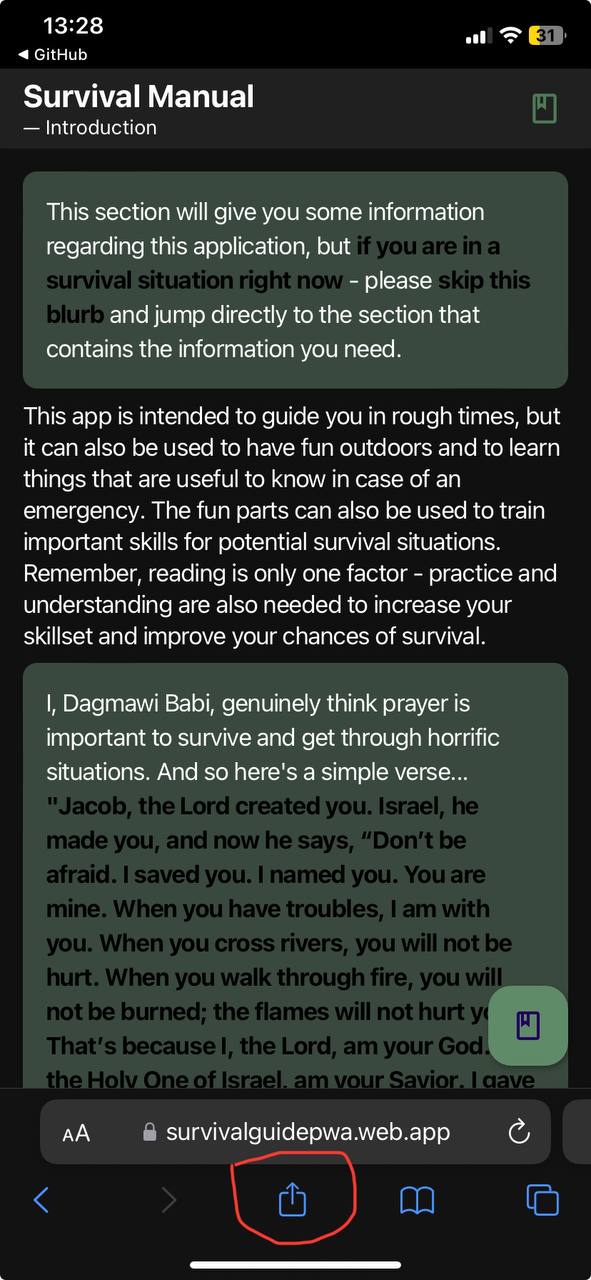 13:28
31
◀ GitHub
Survival Manual
— Introduction
This section will give you some information
regarding this application, but if you are in a
survival situation right now - please skip this
blurb and jump directly to the section that
contains the information you need.
This app is intended to guide you in rough times, but
it can also be used to have fun outdoors and to learn
things that are useful to know in case of an
emergency. The fun parts can also be used to train
important skills for potential survival situations.
Remember, reading is only one factor - practice and
understanding are also needed to increase your
skillset and improve your chances of survival.
I, Dagmawi Babi, genuinely think prayer is
important to survive and get through horrific
situations. And so here's a simple verse...
"Jacob, the Lord created you. Israel, he
made you, and now he says, “Don’t be
afraid. I saved you. I named you. You are
mine. When you have troubles, I am with
you. When you cross rivers, you will not be
hurt. When you walk through fire, you will
not be burned; the flames will not hurt
That’s because I, the Lord, am your God.
the Holy One of Israel, am your Savior. I gave
AA
survivalguidepwa.web.app